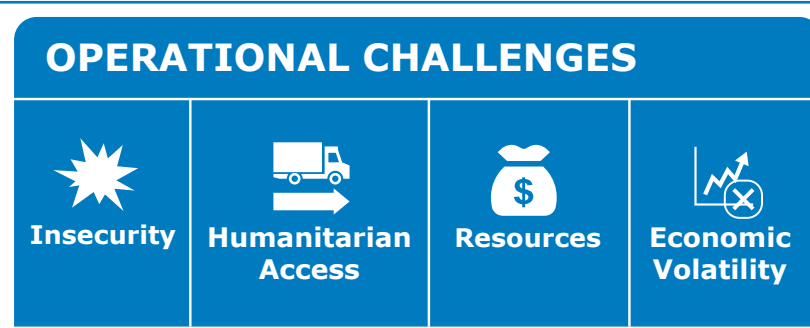 OPERATIONAL CHALLENGES
Insecurity
Humanitarian
Access
$
Resources
Economic
Volatility